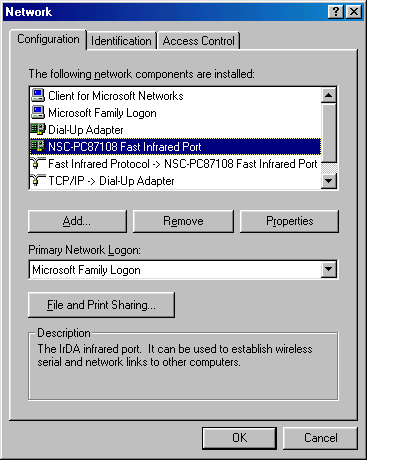 Network
Configuration Identification Access Control
The following network components are installed:
Client for Microsoft Networks
Microsoft Family Logon
Dial-Up Adapter
NSC-PC87108 Fast Infrared Port
Fast Infrared Protocol -> NSC-PC87108 Fast Infrared Port
TCP/IP -> Dial-Up Adapter
Add... Remove Properties
Primary Network Logon:
Microsoft Family Logon
File and Print Sharing...
Description
The IrDA infrared port. It can be used to establish wireless
serial and network links to other computers.
OK Cancel